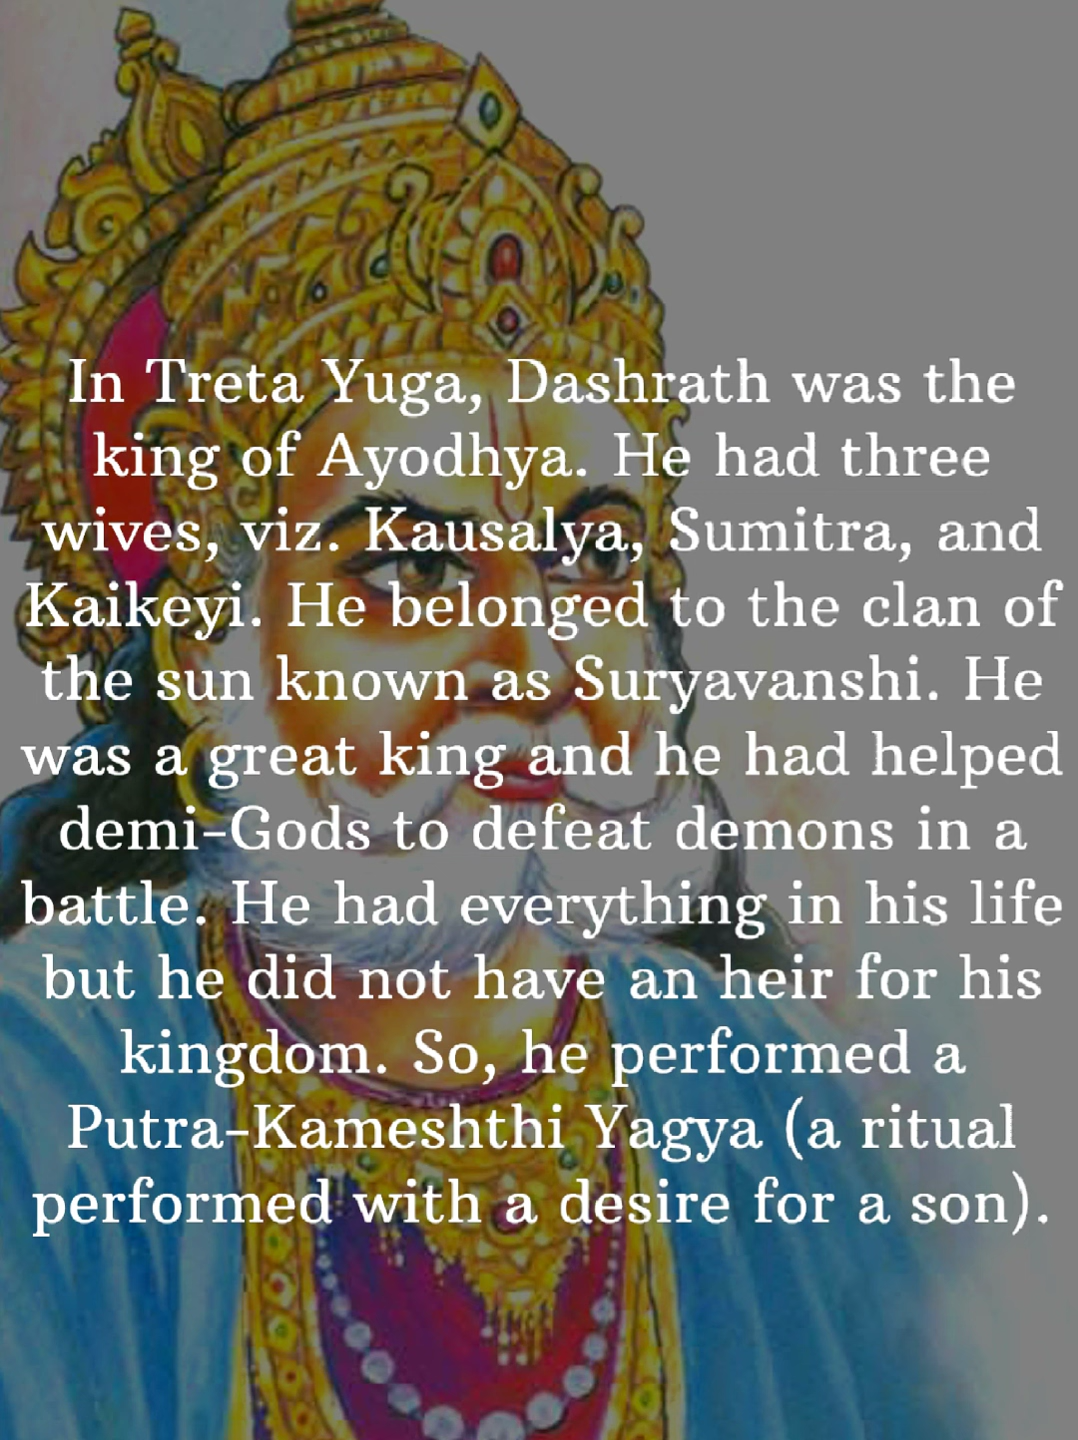 In Treta Yuga, Dashrath was the
king of Ayodhya. He had three
wives, viz. Kausalya, Sumitra, and
Kaikeyi. He belonged to the clan of
the sun known as Suryavanshi. He
was a great king and he had helped
demi-Gods to defeat demons in a
battle. He had everything in his life
but he did not have an heir for his
kingdom. So, he performed a
Putra-Kameshthi Yagya (a ritual
performed with a desire for a son).